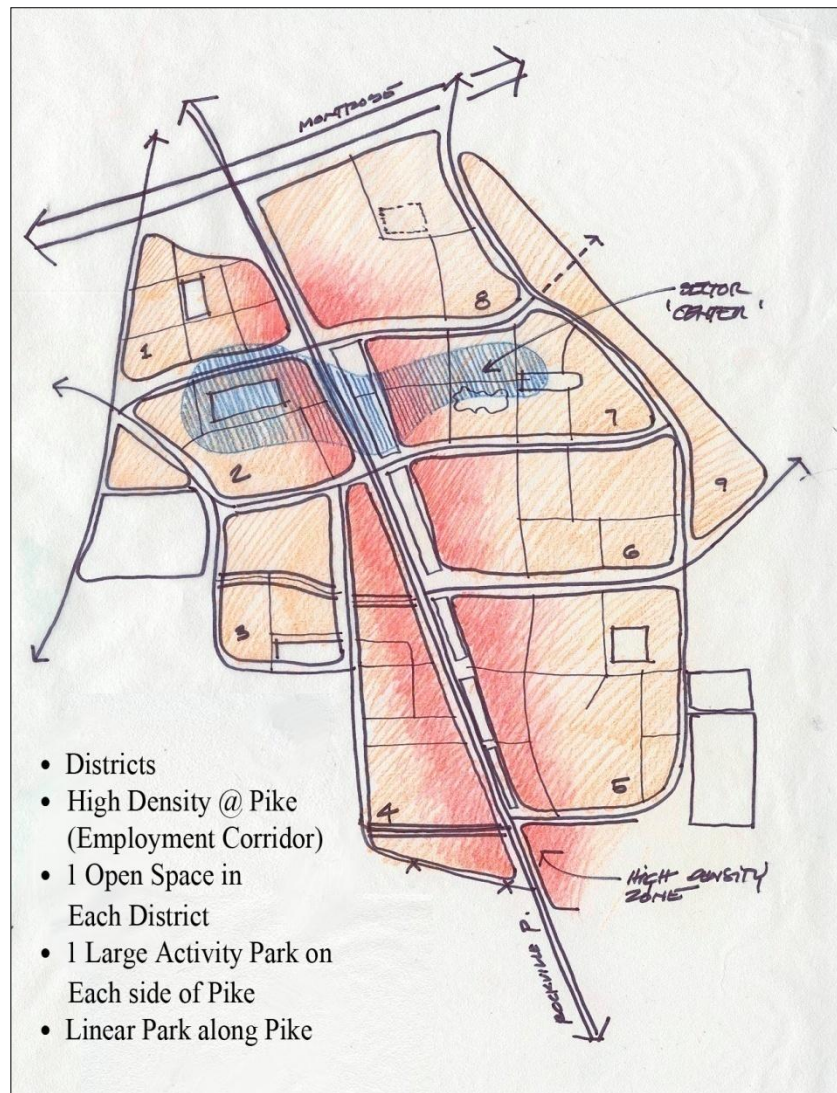 MONTROSE
8
SECTOR
'CENTER'
1
7
2
9
6
3
5
4
HIGH DENSITY
ZONE
ROCKVILLE P.
• Districts
• High Density @ Pike
(Employment Corridor)
• 1 Open Space in
Each District
• 1 Large Activity Park on
Each side of Pike
• Linear Park along Pike